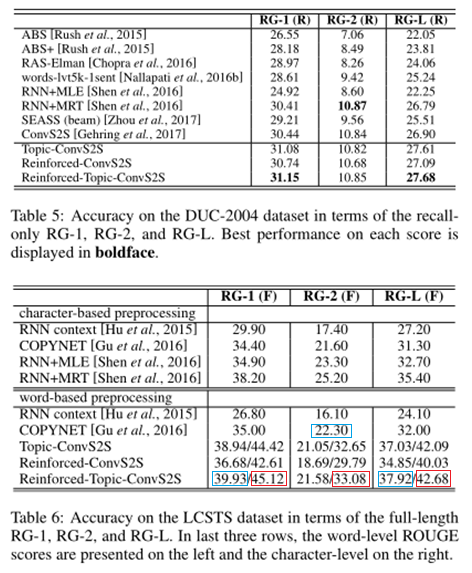 RG-1 (R) RG-2 (R) RG-L (R)
ABS [Rush et al., 2015] 26.55 7.06 22.05
ABS+ [Rush et al., 2015] 28.18 8.49 23.81
RAS-Elman [Chopra et al., 2016] 28.97 8.26 24.06
words-lvt5k-1sent [Nallapati et al., 2016b] 28.61 9.42 25.24
RNN+MLE [Shen et al., 2016] 24.92 8.60 22.25
RNN+MRT [Shen et al., 2016] 30.41 10.87 26.79
SEASS (beam) [Zhou et al., 2017] 29.21 9.56 25.51
ConvS2S [Gehring et al., 2017] 30.44 10.84 26.90
Topic-ConvS2S 31.08 10.82 27.61
Reinforced-ConvS2S 30.74 10.68 27.09
Reinforced-Topic-ConvS2S 31.15 10.85 27.68
Table 5: Accuracy on the DUC-2004 dataset in terms of the recall-
only RG-1, RG-2, and RG-L. Best performance on each score is
displayed in boldface.
RG-1 (F) RG-2 (F) RG-L (F)
character-based preprocessing
RNN context [Hu et al., 2015] 29.90 17.40 27.20
COPYNET [Gu et al., 2016] 34.40 21.60 31.30
RNN+MLE [Shen et al., 2016] 34.90 23.30 32.70
RNN+MRT [Shen et al., 2016] 38.20 25.20 35.40
word-based preprocessing
RNN context [Hu et al., 2015] 26.80 16.10 24.10
COPYNET [Gu et al., 2016] 35.00 22.30 32.00
Topic-ConvS2S 38.94/44.42 21.05/32.65 37.03/42.09
Reinforced-ConvS2S 36.68/42.61 18.69/29.79 34.85/40.03
Reinforced-Topic-ConvS2S 39.93/45.12 21.58/33.08 37.92/42.68
Table 6: Accuracy on the LCSTS dataset in terms of the full-length
RG-1, RG-2, and RG-L. In last three rows, the word-level ROUGE
scores are presented on the left and the character-level on the right.